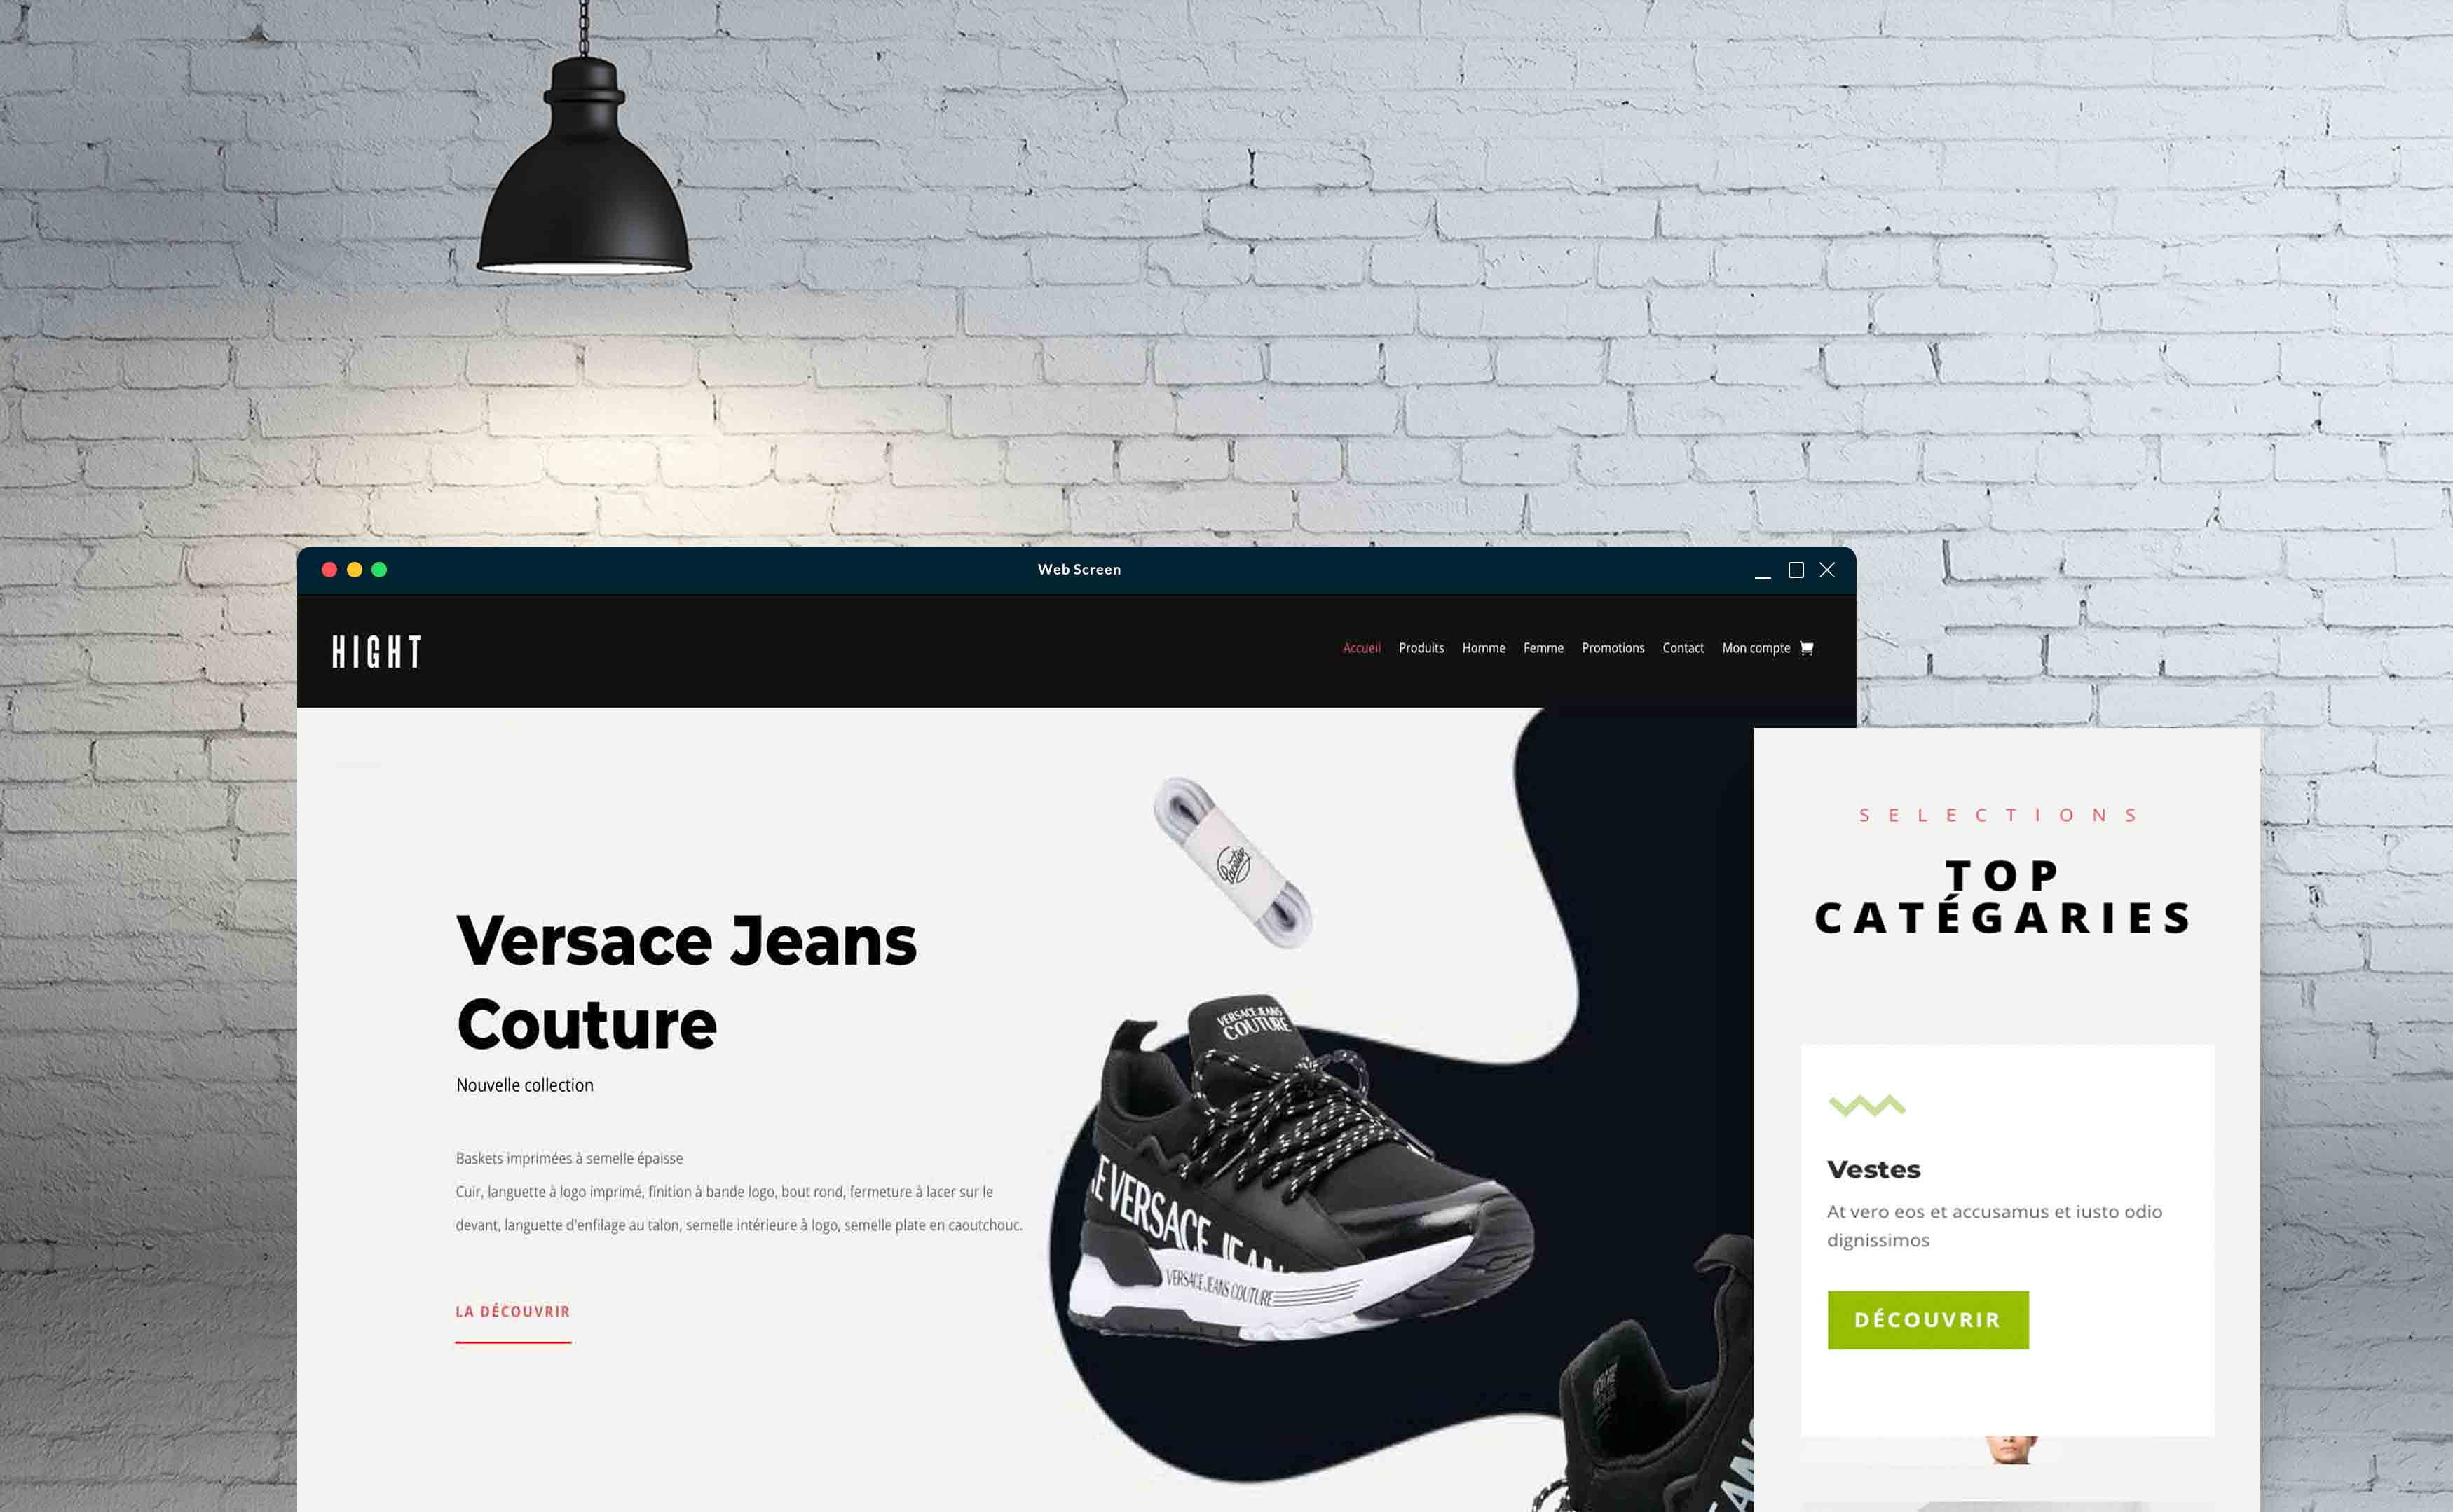 Web Screen
HIGHT
Accueil Produits Homme Femme Promotions Contact Mon compte
Versace Jeans
Couture
Nouvelle collection
Baskets imprimées à semelle épaisse
Cuir, languette à logo imprimé, finition à bande logo, bout rond, fermeture à lacer sur le
devant, languette d'enfilage au talon, semelle intérieure à logo, semelle plate en caoutchouc.
LA DÉCOUVRIR
VERSACE JEANS
COUTURE
E VERSACE JEANS
VERSACE JEANS COUTURE
SELECTIONS
TOP
CATÉGARIES
Vestes
At vero eos et accusamus et iusto odio
dignissimos
DÉCOUVRIR